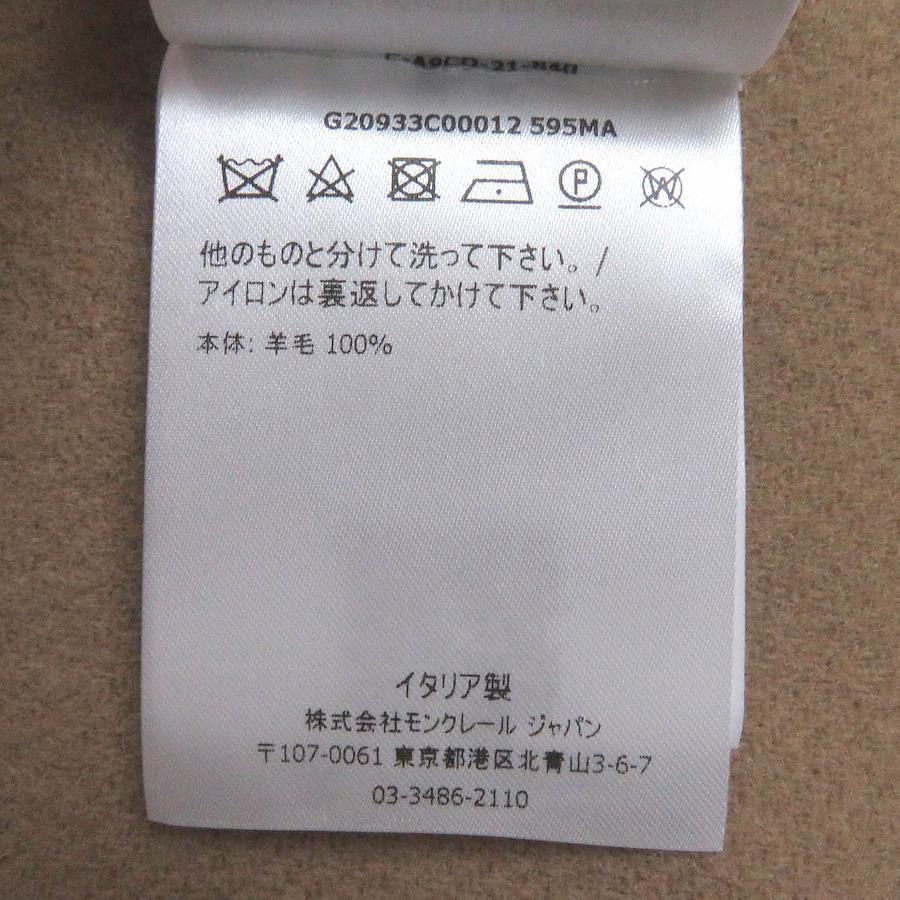 G20933C00012 595MA
P
W
他のものと分けて洗って下さい。/
アイロンは裏返してかけて下さい。
本体: 羊毛 100%
イタリア製
株式会社モンクレール ジャパン
〒107-0061 東京都港区北青山3-6-7
03-3486-2110